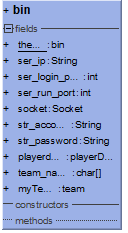 + bin
fields
+ the... : bin
+ ser_ip : String
+ ser_login_p... : int
+ ser_run_port : int
+ socket : Socket
+ str_acco... : String
+ str_password : String
+ playerd... : playerD...
+ team_na... : char[]
+ myTe... : team
constructors
methods